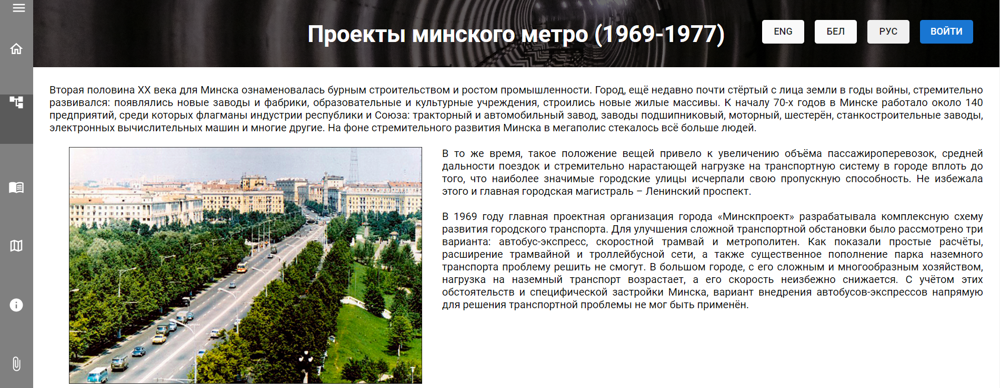 Проекты минского метро (1969-1977)
ENG
БЕЛ
РУС
ВОЙТИ
Вторая половина XX века для Минска ознаменовалась бурным строительством и ростом промышленности. Город, ещё недавно почти стёртый с лица земли в годы войны, стремительно
развивался: появлялись новые заводы и фабрики, образовательные и культурные учреждения, строились новые жилые массивы. К началу 70-х годов в Минске работало около 140
предприятий, среди которых флагманы индустрии республики и Союза: тракторный и автомобильный завод, заводы подшипниковый, моторный, шестерён, станкостроительные заводы,
электронных вычислительных машин и многие другие. На фоне стремительного развития Минска в мегаполис стекалось всё больше людей.
В то же время, такое положение вещей привело к увеличению объёма пассажироперевозок, средней
дальности поездок и стремительно нарастающей нагрузке на транспортную систему в городе вплоть до
того, что наиболее значимые городские улицы исчерпали свою пропускную способность. Не избежала
этого и главная городская магистраль – Ленинский проспект.
В 1969 году главная проектная организация города «Минскпроект» разрабатывала комплексную схему
развития городского транспорта. Для улучшения сложной транспортной обстановки было рассмотрено три
варианта: автобус-экспресс, скоростной трамвай и метрополитен. Как показали простые расчёты,
расширение трамвайной и троллейбусной сети, а также существенное пополнение парка наземного
транспорта проблему решить не смогут. В большом городе, с его сложным и многообразным хозяйством,
нагрузка на наземный транспорт возрастает, а его скорость неизбежно снижается. С учётом этих
обстоятельств и специфической застройки Минска, вариант внедрения автобусов-экспрессов напрямую
для решения транспортной проблемы не мог быть применён.